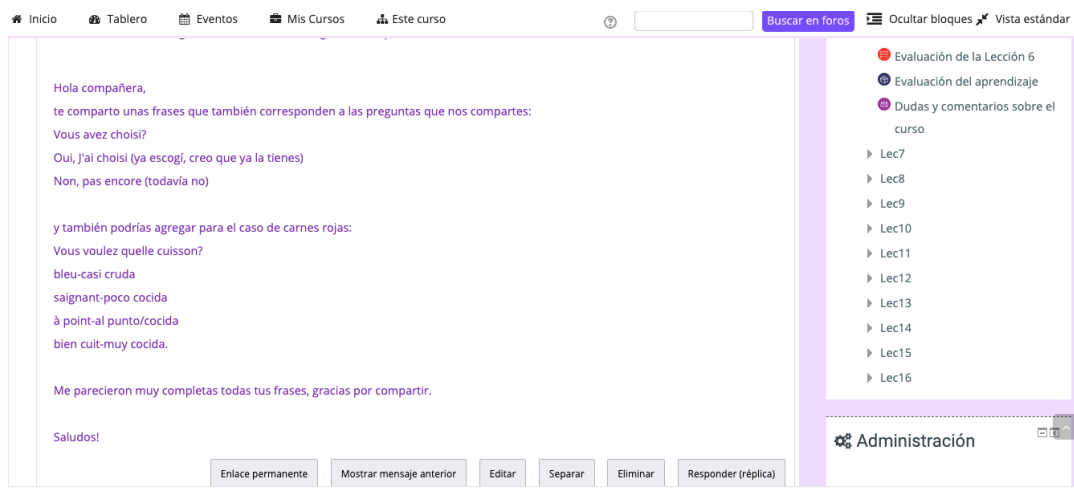 Inicio Tablero Eventos Mis Cursos Este curso Buscar en foros Ocultar bloques Vista estándar
Hola compañera,
te comparto unas frases que también corresponden a las preguntas que nos compartes:
Vous avez choisi?
Oui, J'ai choisi (ya escogí, creo que ya la tienes)
Non, pas encore (todavía no)
y también podrías agregar para el caso de carnes rojas:
Vous voulez quelle cuisson?
bleu-casi cruda
saignant-poco cocida
à point-al punto/cocida
bien cuit-muy cocida.
Me parecieron muy completas todas tus frases, gracias por compartir.
Saludos!
Enlace permanente Mostrar mensaje anterior Editar Separar Eliminar Responder (réplica)
Evaluación de la Lección 6
Evaluación del aprendizaje
Dudas y comentarios sobre el
curso
Lec7
Lec8
Lec9
Lec10
Lec11
Lec12
Lec13
Lec14
Lec15
Lec16
Administración